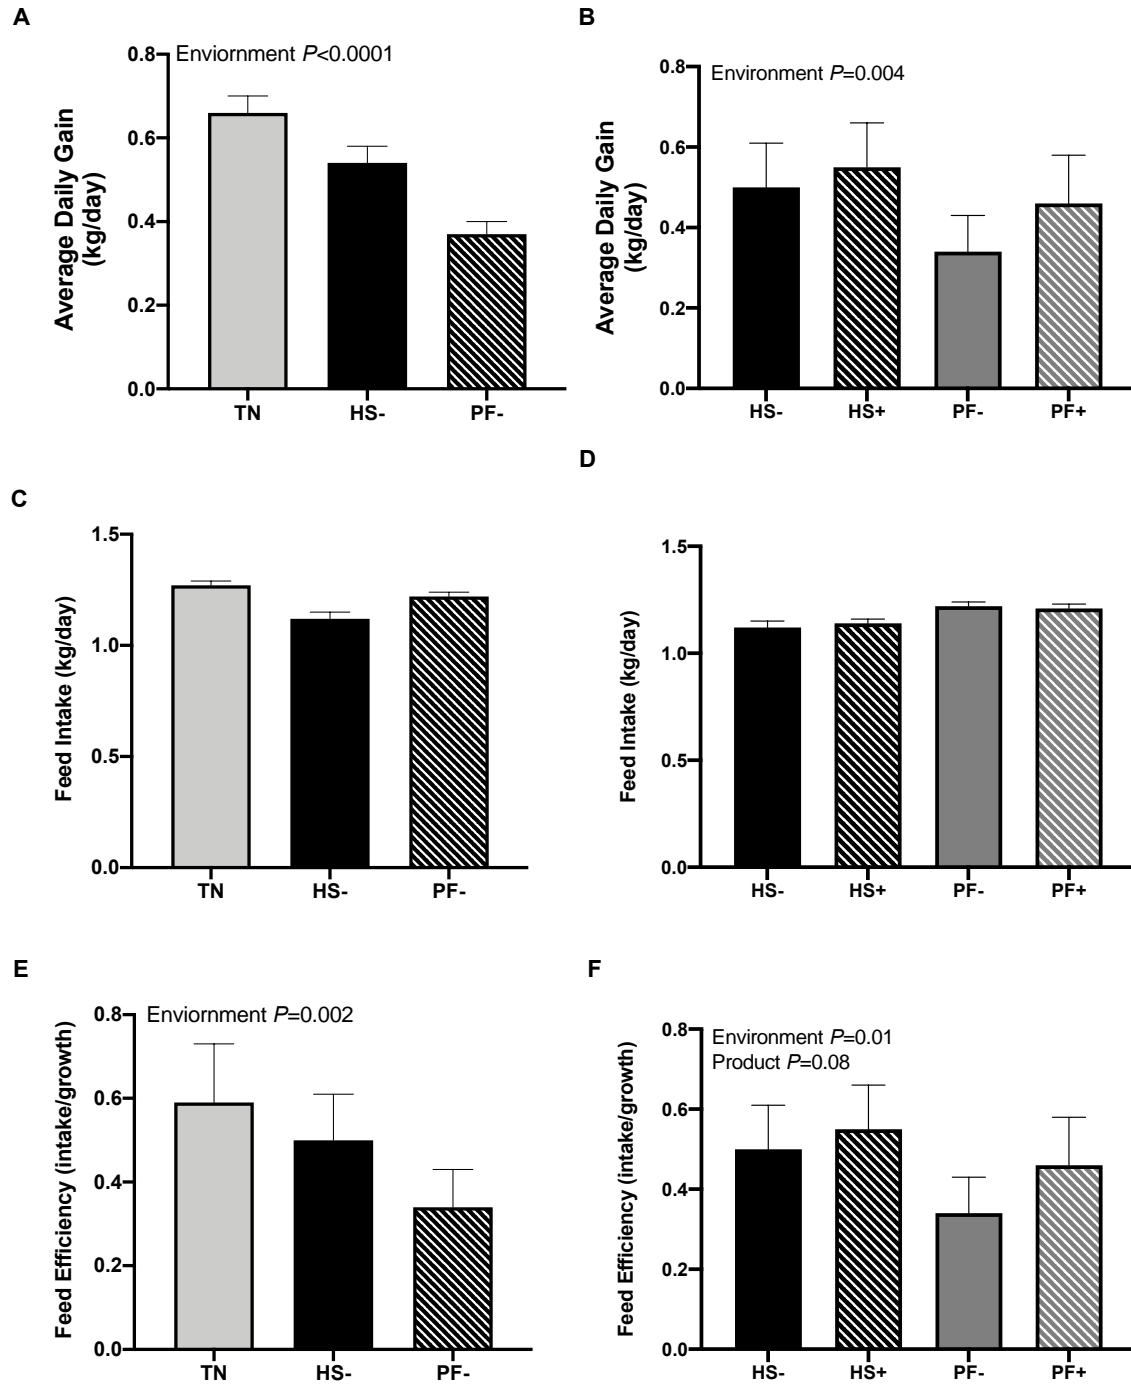 A
Enviornment P<0.0001
Average Daily Gain
(kg/day)
0.8
0.6
0.4
0.2
0.0
TN HS- PF-
B
Environment P=0.004
Average Daily Gain
(kg/day)
0.8
0.6
0.4
0.2
0.0
HS- HS+ PF- PF+
C
Feed Intake (kg/day)
1.5
1.0
0.5
0.0
TN HS- PF-
D
Feed Intake (kg/day)
1.5
1.0
0.5
0.0
HS- HS+ PF- PF+
E
Enviornment P=0.002
Feed Efficiency (intake/growth)
0.8
0.6
0.4
0.2
0.0
TN HS- PF-
F
Environment P=0.01
Product P=0.08
Feed Efficiency (intake/growth)
0.8
0.6
0.4
0.2
0.0
HS- HS+ PF- PF+